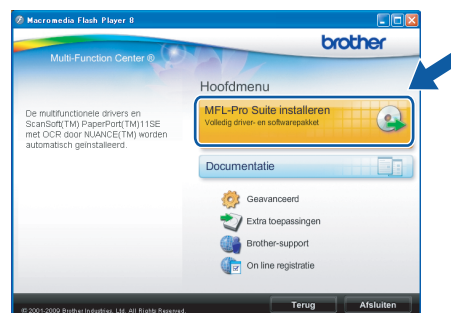 Macromedia Flash Player 8
brother
Multi-Function Center ®
Hoofdmenu
MFL-Pro Suite installeren
Volledig driver- en softwarepakket
De multifunctionele drivers en
ScanSoft(TM) PaperPort(TM)11SE
met OCR door NUANCE(TM) worden
automatisch geïnstalleerd.
Documentatie
Geavanceerd
Extra toepassingen
Brother-support
On line registratie
© 2001-2009 Brother Industries, Ltd. All Rights Reserved.
Terug
Afsluiten